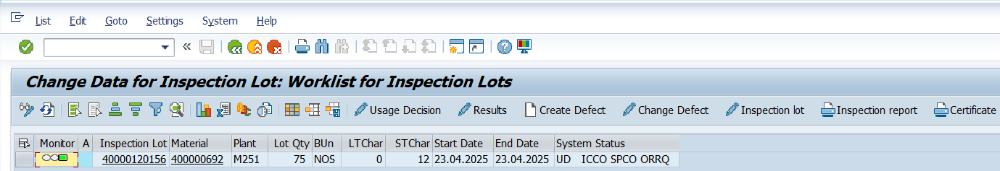 List Edit Goto Settings System Help
Change Data for Inspection Lot: Worklist for Inspection Lots
Usage Decision Results Create Defect Change Defect Inspection lot Inspection report Certificate
Monitor A Inspection Lot Material Plant Lot Qty BUn LTChar STChar Start Date End Date System Status
40000120156 400000692 M251 75 NOS 0 12 23.04.2025 23.04.2025 UD ICCO SPCO ORRQ